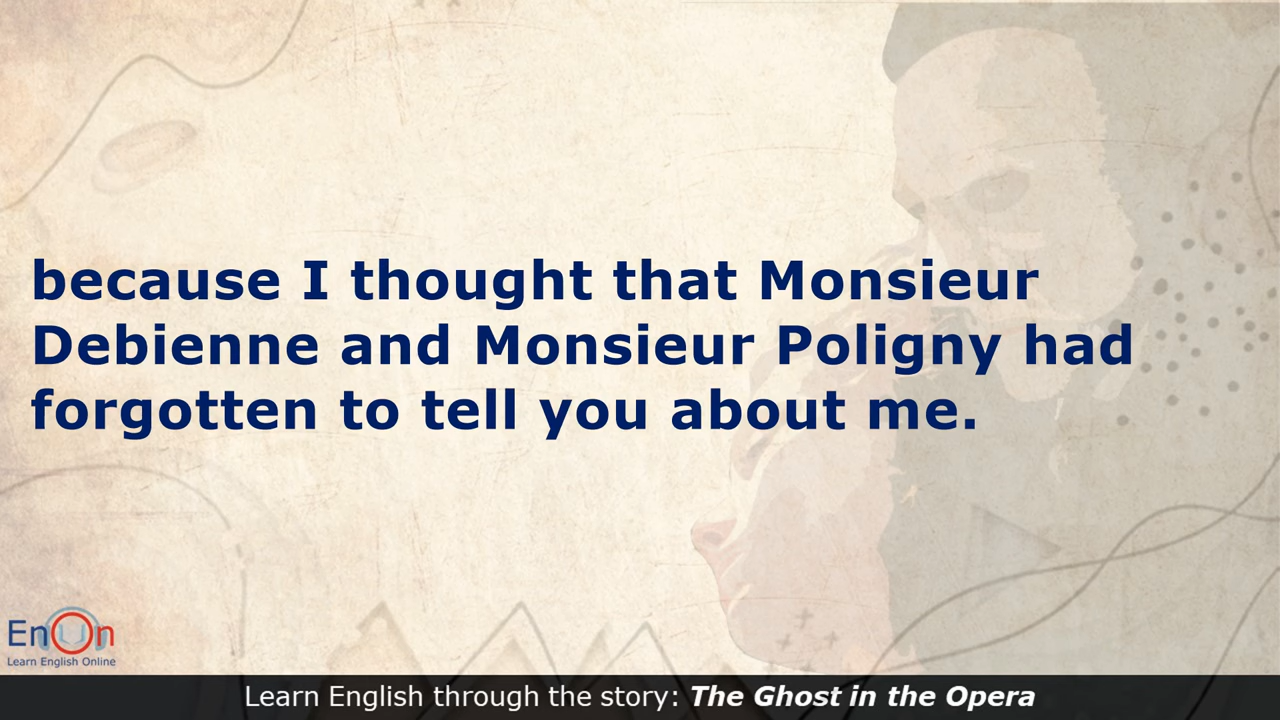 because I thought that Monsieur
Debienne and Monsieur Poligny had
forgotten to tell you about me.
EnOn
Learn English Online
Learn English through the story: The Ghost in the Opera